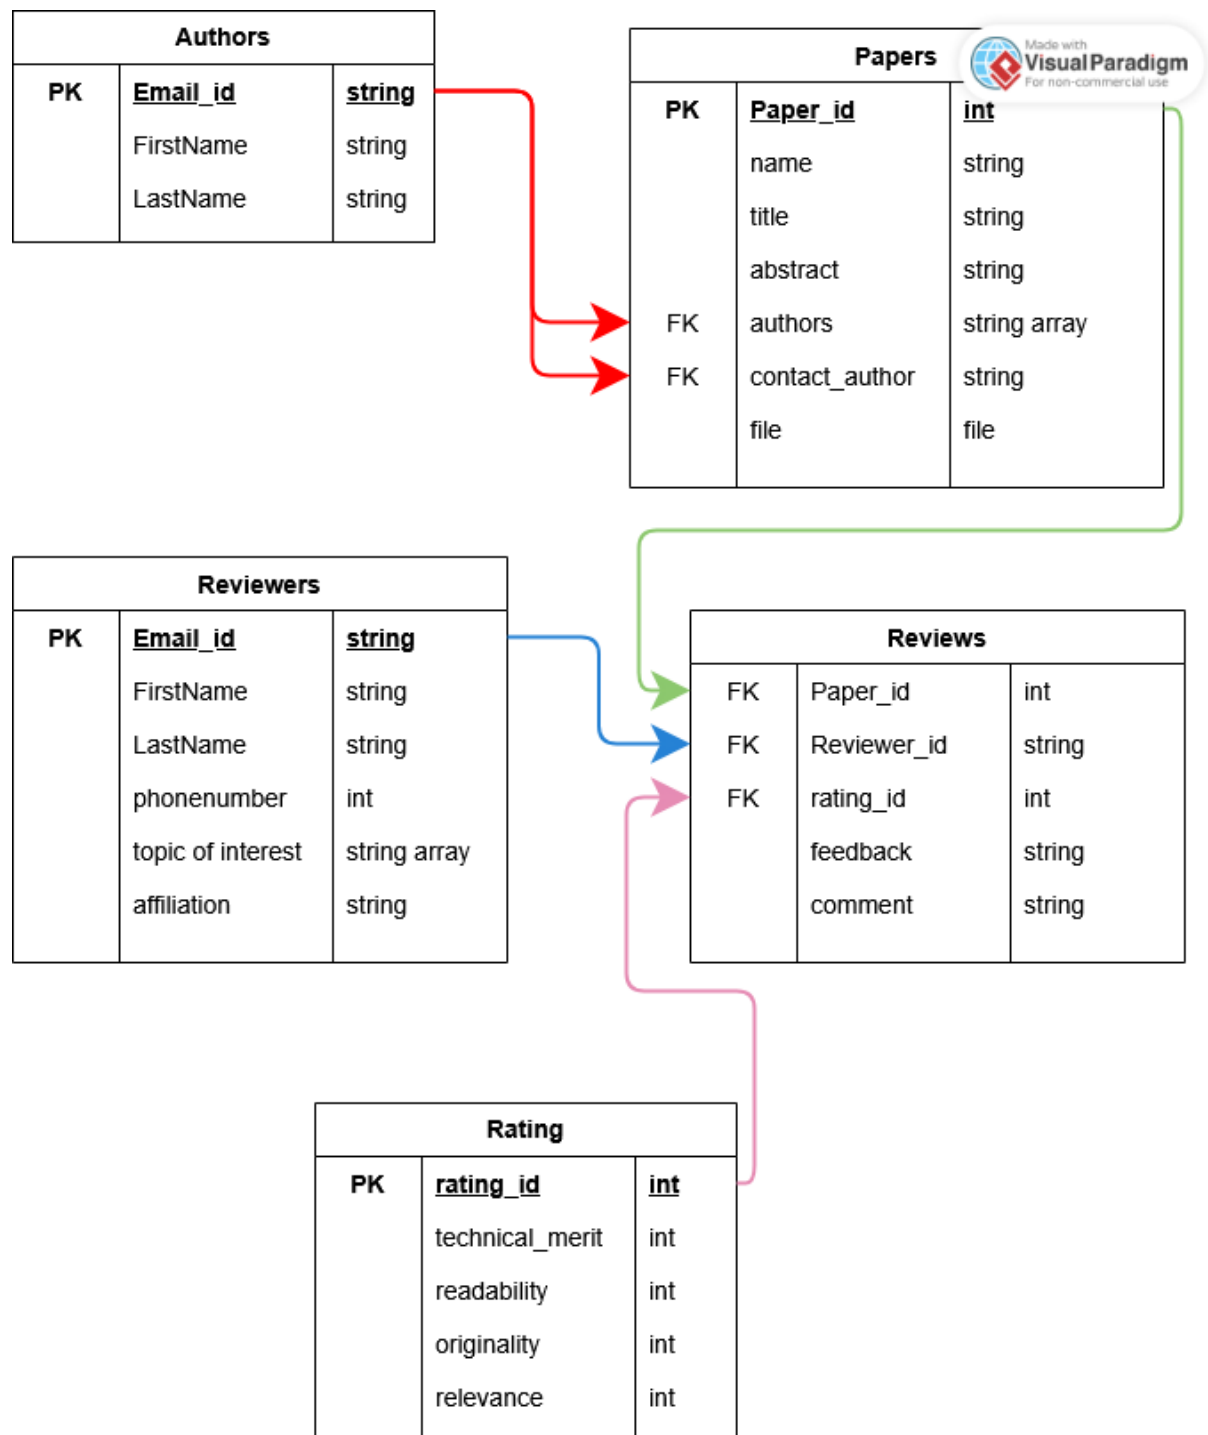 Authors
PK Email_id string
FirstName string
LastName string
Papers
Made with
Visual Paradigm
For non-commercial use
PK Paper_id int
name string
title string
abstract string
FK authors string array
FK contact_author string
file file
Reviewers
PK Email_id string
FirstName string
LastName string
phonenumber int
topic of interest string array
affiliation string
Reviews
FK Paper_id int
FK Reviewer_id string
FK rating_id int
feedback string
comment string
Rating
PK rating_id int
technical_merit int
readability int
originality int
relevance int